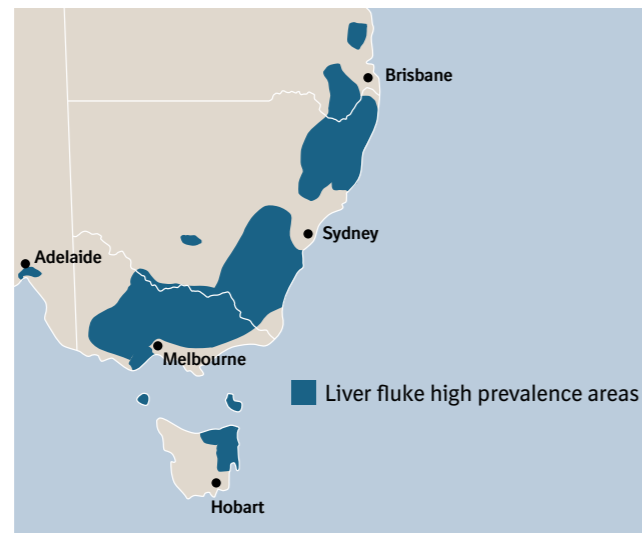 Brisbane
Sydney
Adelaide
Melbourne
Liver fluke high prevalence areas
Hobart